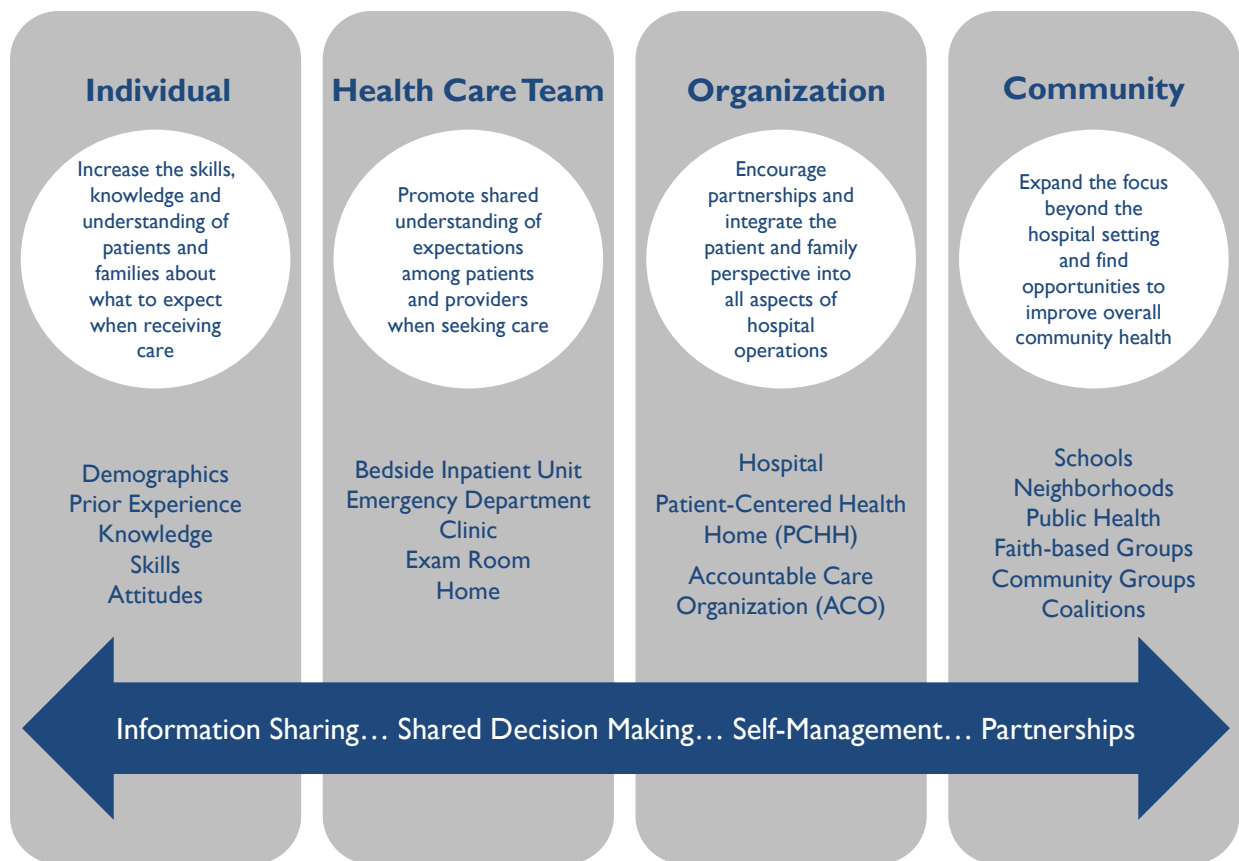 Individual
Increase the skills,
knowledge and
understanding of
patients and
families about
what to expect
when receiving
care
Demographics
Prior Experience
Knowledge
Skills
Attitudes
Health Care Team
Promote shared
understanding of
expectations
among patients
and providers
when seeking care
Bedside Inpatient Unit
Emergency Department
Clinic
Exam Room
Home
Organization
Encourage
partnerships and
integrate the
patient and family
perspective into
all aspects of
hospital
operations
Hospital
Patient-Centered Health
Home (PCHH)
Accountable Care
Organization (ACO)
Community
Expand the focus
beyond the
hospital setting
and find
opportunities to
improve overall
community health
Schools
Neighborhoods
Public Health
Faith-based Groups
Community Groups
Coalitions
Information Sharing… Shared Decision Making… Self-Management… Partnerships